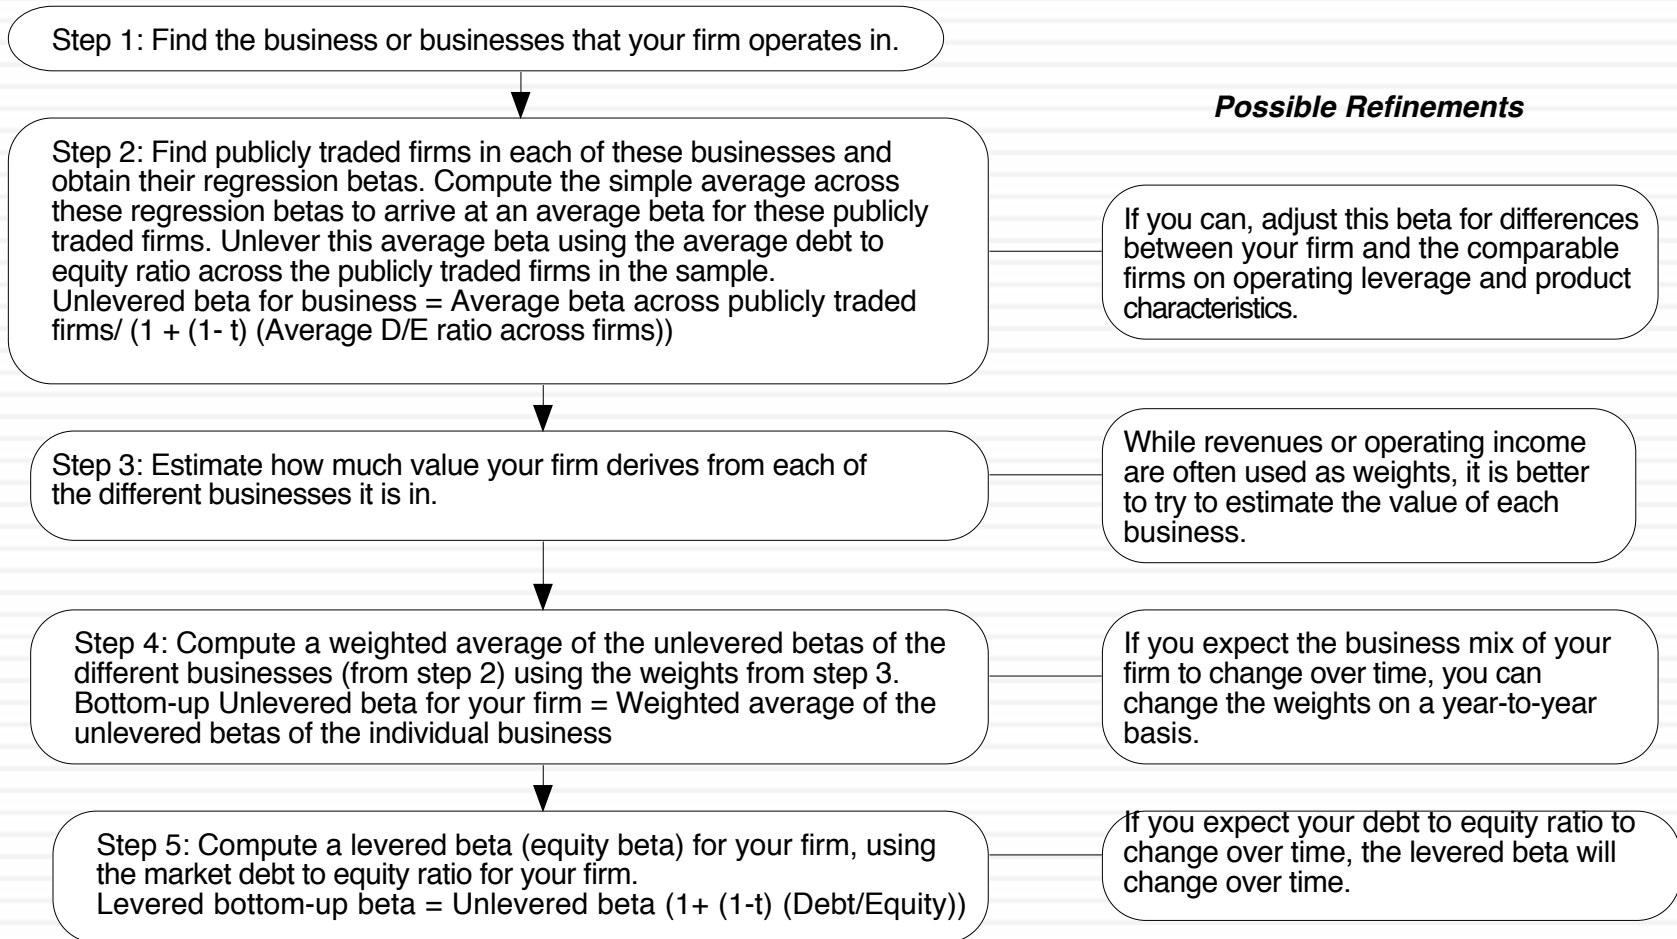 Step 1: Find the business or businesses that your firm operates in.
Possible Refinements
Step 2: Find publicly traded firms in each of these businesses and
obtain their regression betas. Compute the simple average across
these regression betas to arrive at an average beta for these publicly
traded firms. Unlever this average beta using the average debt to
equity ratio across the publicly traded firms in the sample.
Unlevered beta for business = Average beta across publicly traded
firms/ (1 + (1- t) (Average D/E ratio across firms))
If you can, adjust this beta for differences
between your firm and the comparable
firms on operating leverage and product
characteristics.
Step 3: Estimate how much value your firm derives from each of
the different businesses it is in.
While revenues or operating income
are often used as weights, it is better
to try to estimate the value of each
business.
Step 4: Compute a weighted average of the unlevered betas of the
different businesses (from step 2) using the weights from step 3.
Bottom-up Unlevered beta for your firm = Weighted average of the
unlevered betas of the individual business
If you expect the business mix of your
firm to change over time, you can
change the weights on a year-to-year
basis.
Step 5: Compute a levered beta (equity beta) for your firm, using
the market debt to equity ratio for your firm.
Levered bottom-up beta = Unlevered beta (1+ (1-t) (Debt/Equity))
If you expect your debt to equity ratio to
change over time, the levered beta will
change over time.